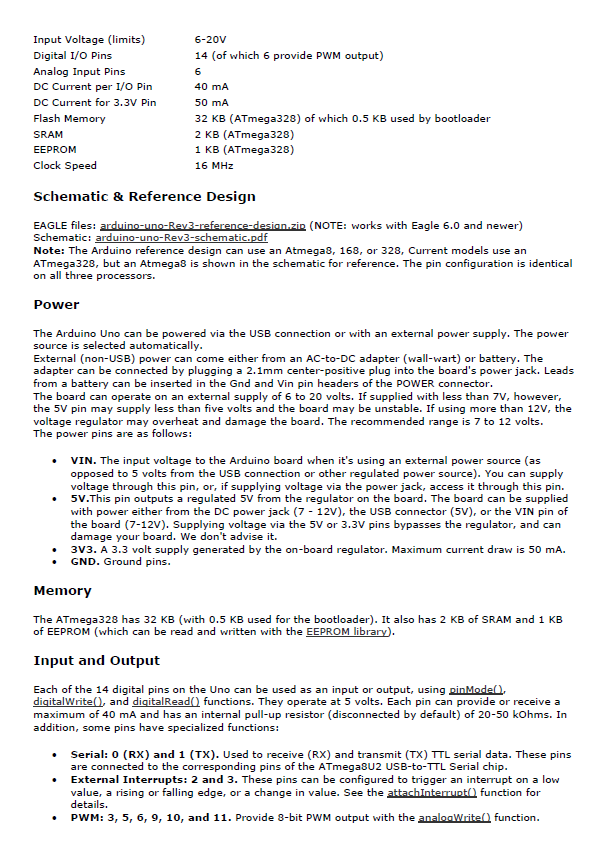 Input Voltage (limits) 6-20V
Digital I/O Pins 14 (of which 6 provide PWM output)
Analog Input Pins 6
DC Current per I/O Pin 40 mA
DC Current for 3.3V Pin 50 mA
Flash Memory 32 KB (ATmega328) of which 0.5 KB used by bootloader
SRAM 2 KB (ATmega328)
EEPROM 1 KB (ATmega328)
Clock Speed 16 MHz
Schematic & Reference Design
EAGLE files: arduino-uno-Rev3-reference-design.zip (NOTE: works with Eagle 6.0 and newer)
Schematic: arduino-uno-Rev3-schematic.pdf
Note: The Arduino reference design can use an Atmega8, 168, or 328, Current models use an
ATmega328, but an Atmega8 is shown in the schematic for reference. The pin configuration is identical
on all three processors.
Power
The Arduino Uno can be powered via the USB connection or with an external power supply. The power
source is selected automatically.
External (non-USB) power can come either from an AC-to-DC adapter (wall-wart) or battery. The
adapter can be connected by plugging a 2.1mm center-positive plug into the board's power jack. Leads
from a battery can be inserted in the Gnd and Vin pin headers of the POWER connector.
The board can operate on an external supply of 6 to 20 volts. If supplied with less than 7V, however,
the 5V pin may supply less than five volts and the board may be unstable. If using more than 12V, the
voltage regulator may overheat and damage the board. The recommended range is 7 to 12 volts.
The power pins are as follows:
• VIN. The input voltage to the Arduino board when it's using an external power source (as
opposed to 5 volts from the USB connection or other regulated power source). You can supply
voltage through this pin, or, if supplying voltage via the power jack, access it through this pin.
• 5V.This pin outputs a regulated 5V from the regulator on the board. The board can be supplied
with power either from the DC power jack (7 - 12V), the USB connector (5V), or the VIN pin of
the board (7-12V). Supplying voltage via the 5V or 3.3V pins bypasses the regulator, and can
damage your board. We don't advise it.
• 3V3. A 3.3 volt supply generated by the on-board regulator. Maximum current draw is 50 mA.
• GND. Ground pins.
Memory
The ATmega328 has 32 KB (with 0.5 KB used for the bootloader). It also has 2 KB of SRAM and 1 KB
of EEPROM (which can be read and written with the EEPROM library).
Input and Output
Each of the 14 digital pins on the Uno can be used as an input or output, using pinMode(),
digitalWrite(), and digitalRead() functions. They operate at 5 volts. Each pin can provide or receive a
maximum of 40 mA and has an internal pull-up resistor (disconnected by default) of 20-50 kOhms. In
addition, some pins have specialized functions:
• Serial: 0 (RX) and 1 (TX). Used to receive (RX) and transmit (TX) TTL serial data. These pins
are connected to the corresponding pins of the ATmega8U2 USB-to-TTL Serial chip.
• External Interrupts: 2 and 3. These pins can be configured to trigger an interrupt on a low
value, a rising or falling edge, or a change in value. See the attachInterrupt() function for
details.
• PWM: 3, 5, 6, 9, 10, and 11. Provide 8-bit PWM output with the analogWrite() function.